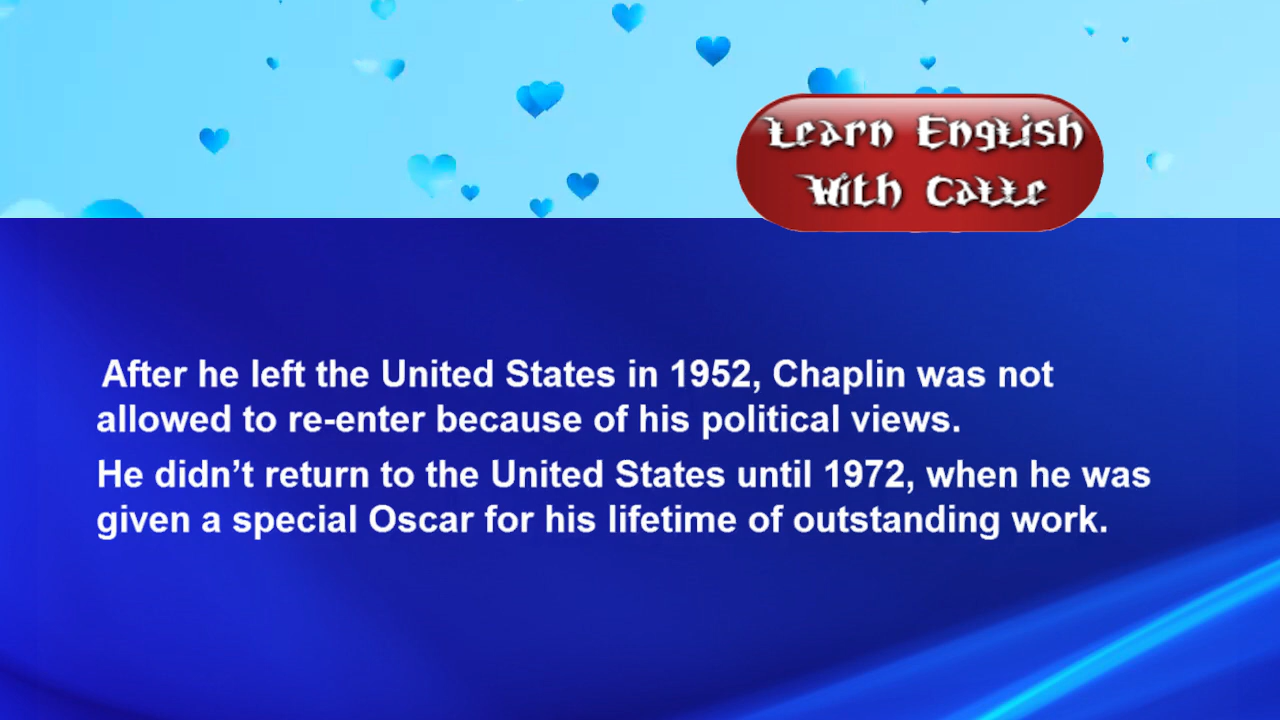 Learn English
With Calle
After he left the United States in 1952, Chaplin was not
allowed to re-enter because of his political views.
He didn’t return to the United States until 1972, when he was
given a special Oscar for his lifetime of outstanding work.